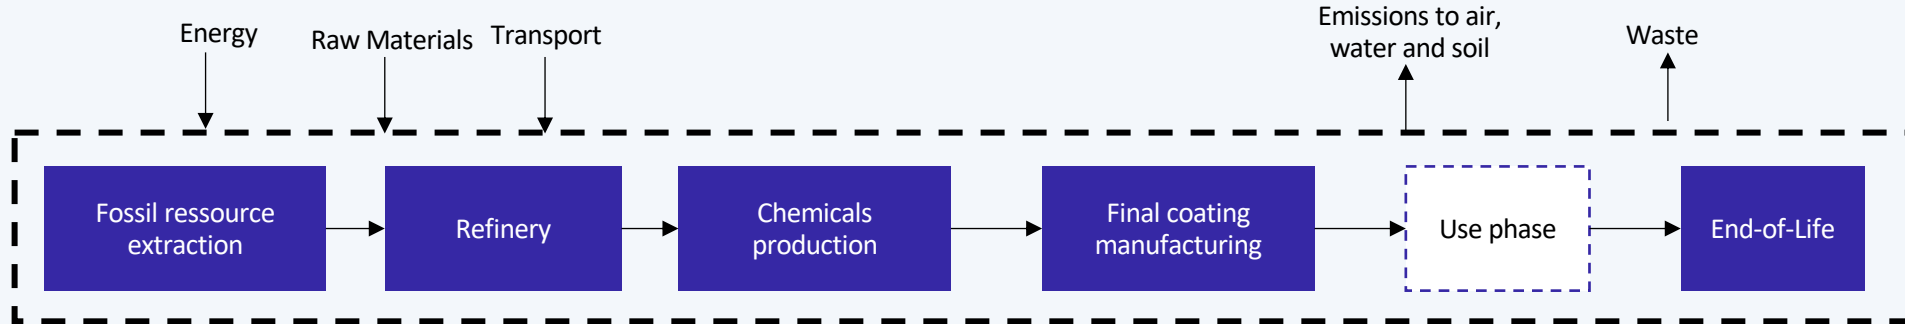 Energy
Raw Materials
Transport
Emissions to air,
water and soil
Waste
Fossil ressource
extraction
Refinery
Chemicals
production
Final coating
manufacturing
Use phase
End-of-Life